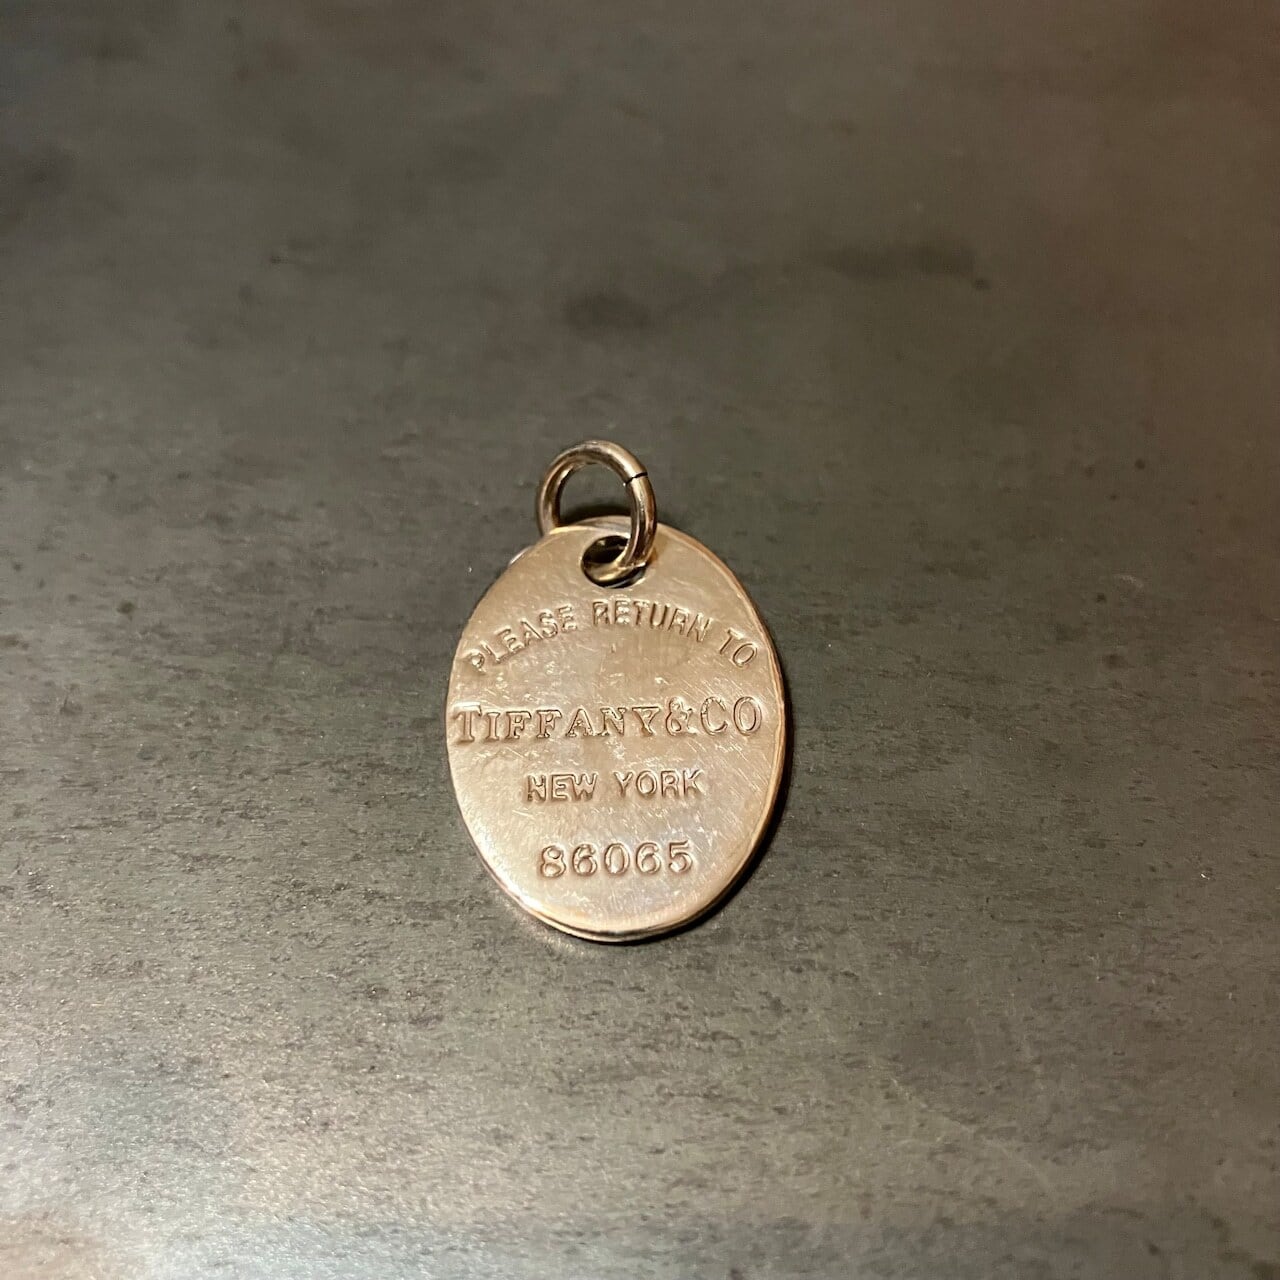 PLEASE RETURN TO
TIFFANY&CO
NEW YORK
86065